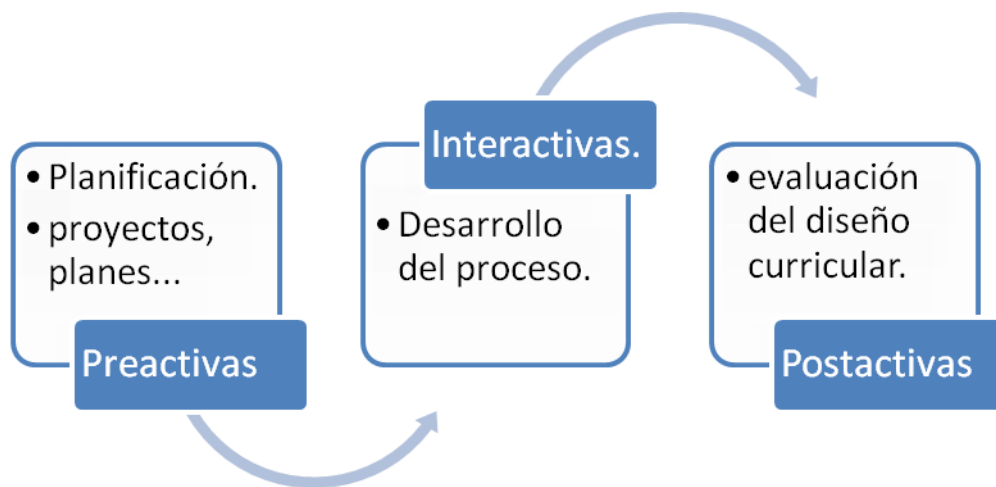 • Planificación.
• proyectos,
planes...
Preactivas
Interactivas.
• Desarrollo
del proceso.
• evaluación
del diseño
curricular.
Postactivas